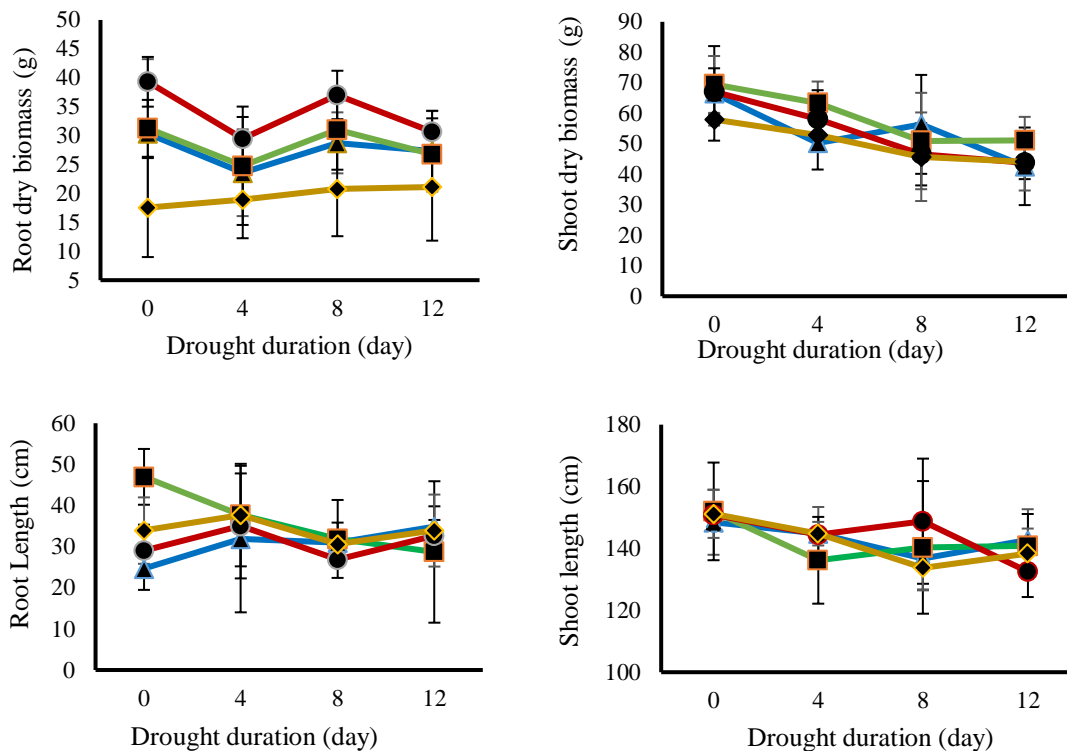 Root dry biomass (g)
50
45
40
35
30
25
20
15
10
5
0 4 8 12
Drought duration (day)
Shoot dry biomass (g)
90
80
70
60
50
40
30
20
10
0
0 4 8 12
Drought duration (day)
Root Length (cm)
60
50
40
30
20
10
0
0 4 8 12
Drought duration (day)
Shoot length (cm)
180
160
140
120
100
0 4 8 12
Drought duration (day)